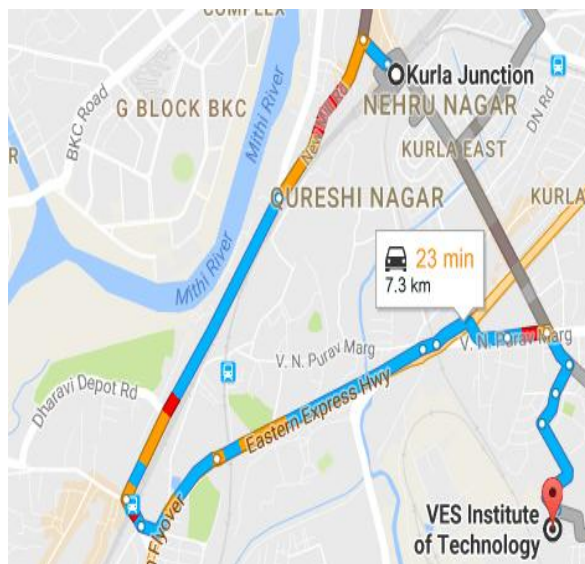 COMPLEX
Kurla Junction
G BLOCK BKC
NEHRU NAGAR
BKC Road
Mithi River
DN Rd
KURLA EAST
R
QURESHI NAGAR
KURLA
23 min
7.3 km
Mithi River
V. N. Purav Marg
V. N. Purav Marg
Dharavi Depot Rd
Eastern Express Hwy
Flyover
VES Institute
of Technology